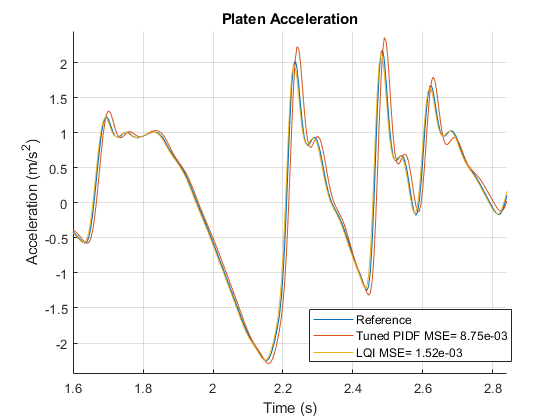 Platen Acceleration
Acceleration (m/s²)
2
1.5
1
0.5
0
-0.5
-1
-1.5
-2
Reference
Tuned PIDF MSE= 8.75e-03
LQI MSE= 1.52e-03
1.6 1.8 2 2.2 2.4 2.6 2.8
Time (s)